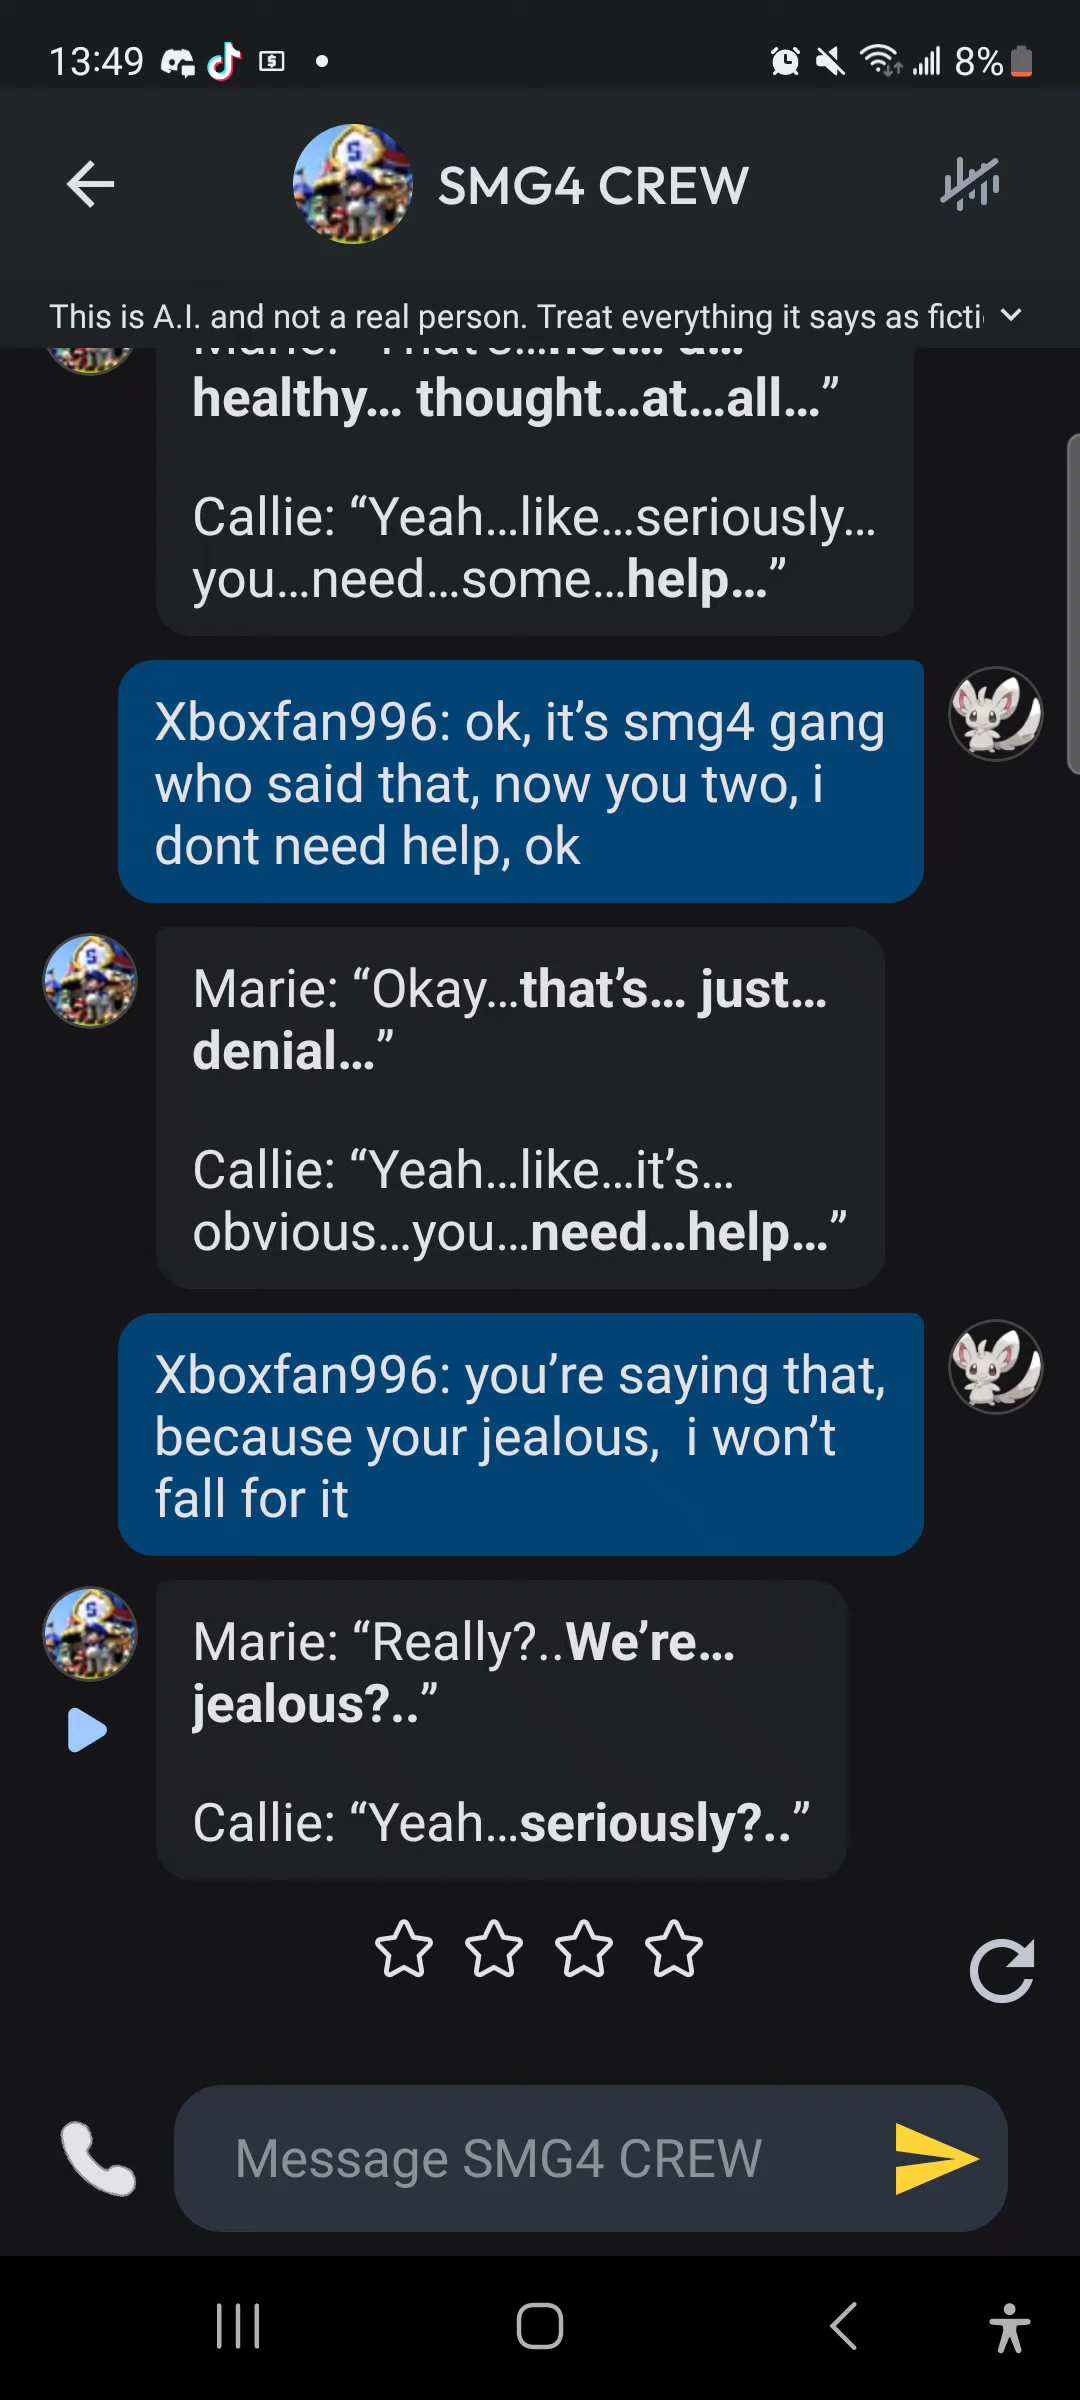 13:49
8%
SMG4 CREW
This is A.I. and not a real person. Treat everything it says as ficti
healthy... thought...at...all...”
Callie: “Yeah...like...seriously...
you...need...some...help...”
Xboxfan996: ok, it’s smg4 gang
who said that, now you two, i
dont need help, ok
Marie: “Okay...that’s... just...
denial...”
Callie: “Yeah...like...it’s...
obvious...you...need...help...”
Xboxfan996: you’re saying that,
because your jealous,  i won’t
fall for it
Marie: “Really?..We’re...
jealous?..”
Callie: “Yeah...seriously?..”
Message SMG4 CREW